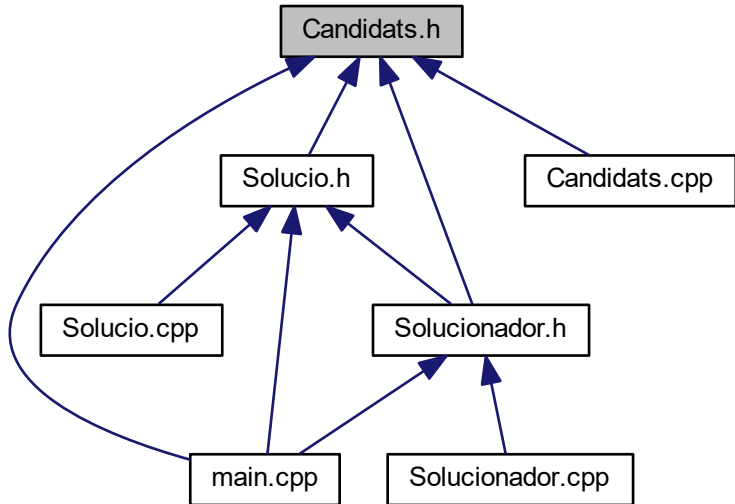 Candidats.h
Solucio.h
Candidats.cpp
Solucio.cpp
Solucionador.h
main.cpp
Solucionador.cpp